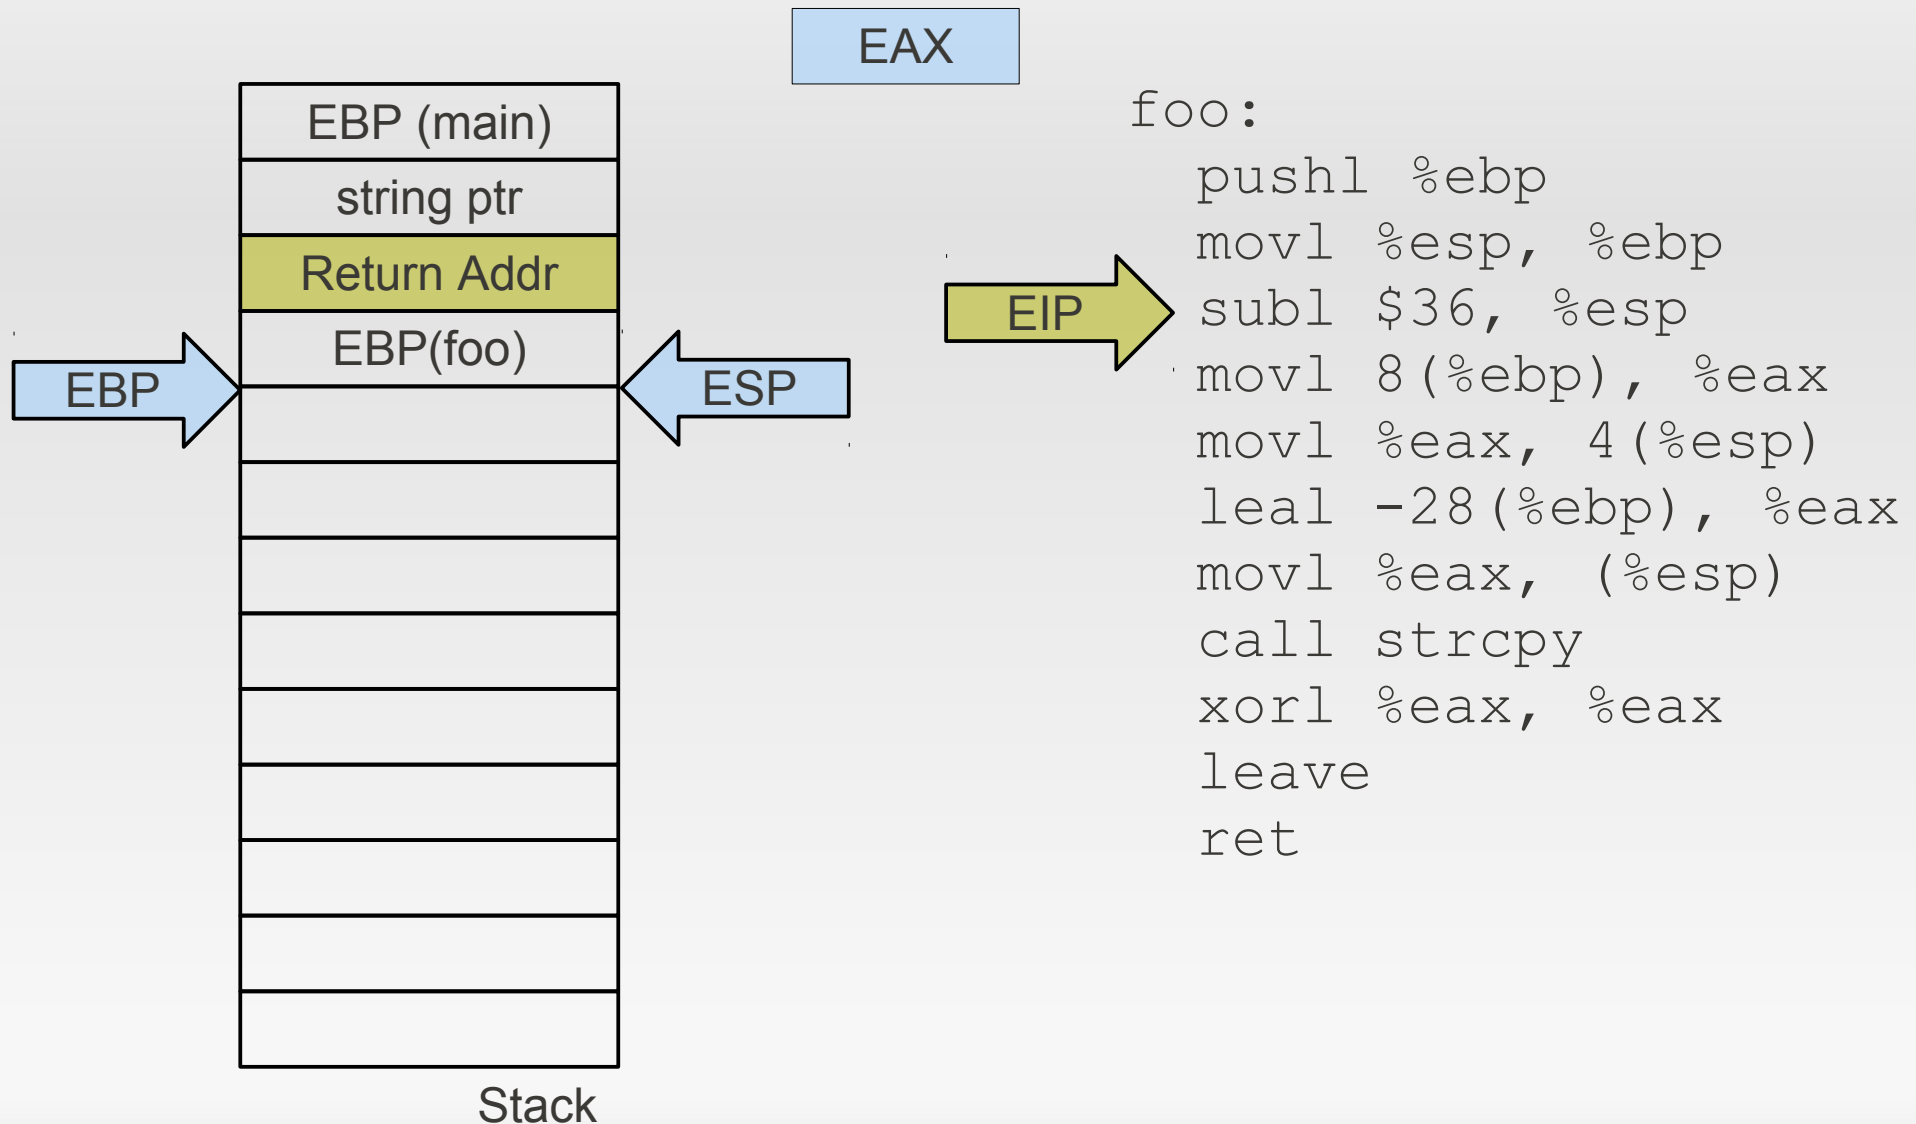 EAX
EBP (main)
string ptr
Return Addr
EBP(foo)
EBP
ESP
EIP
Stack
foo:
pushl %ebp
movl %esp, %ebp
subl $36, %esp
movl 8(%ebp), %eax
movl %eax, 4(%esp)
leal -28(%ebp), %eax
movl %eax, (%esp)
call strcpy
xorl %eax, %eax
leave
ret